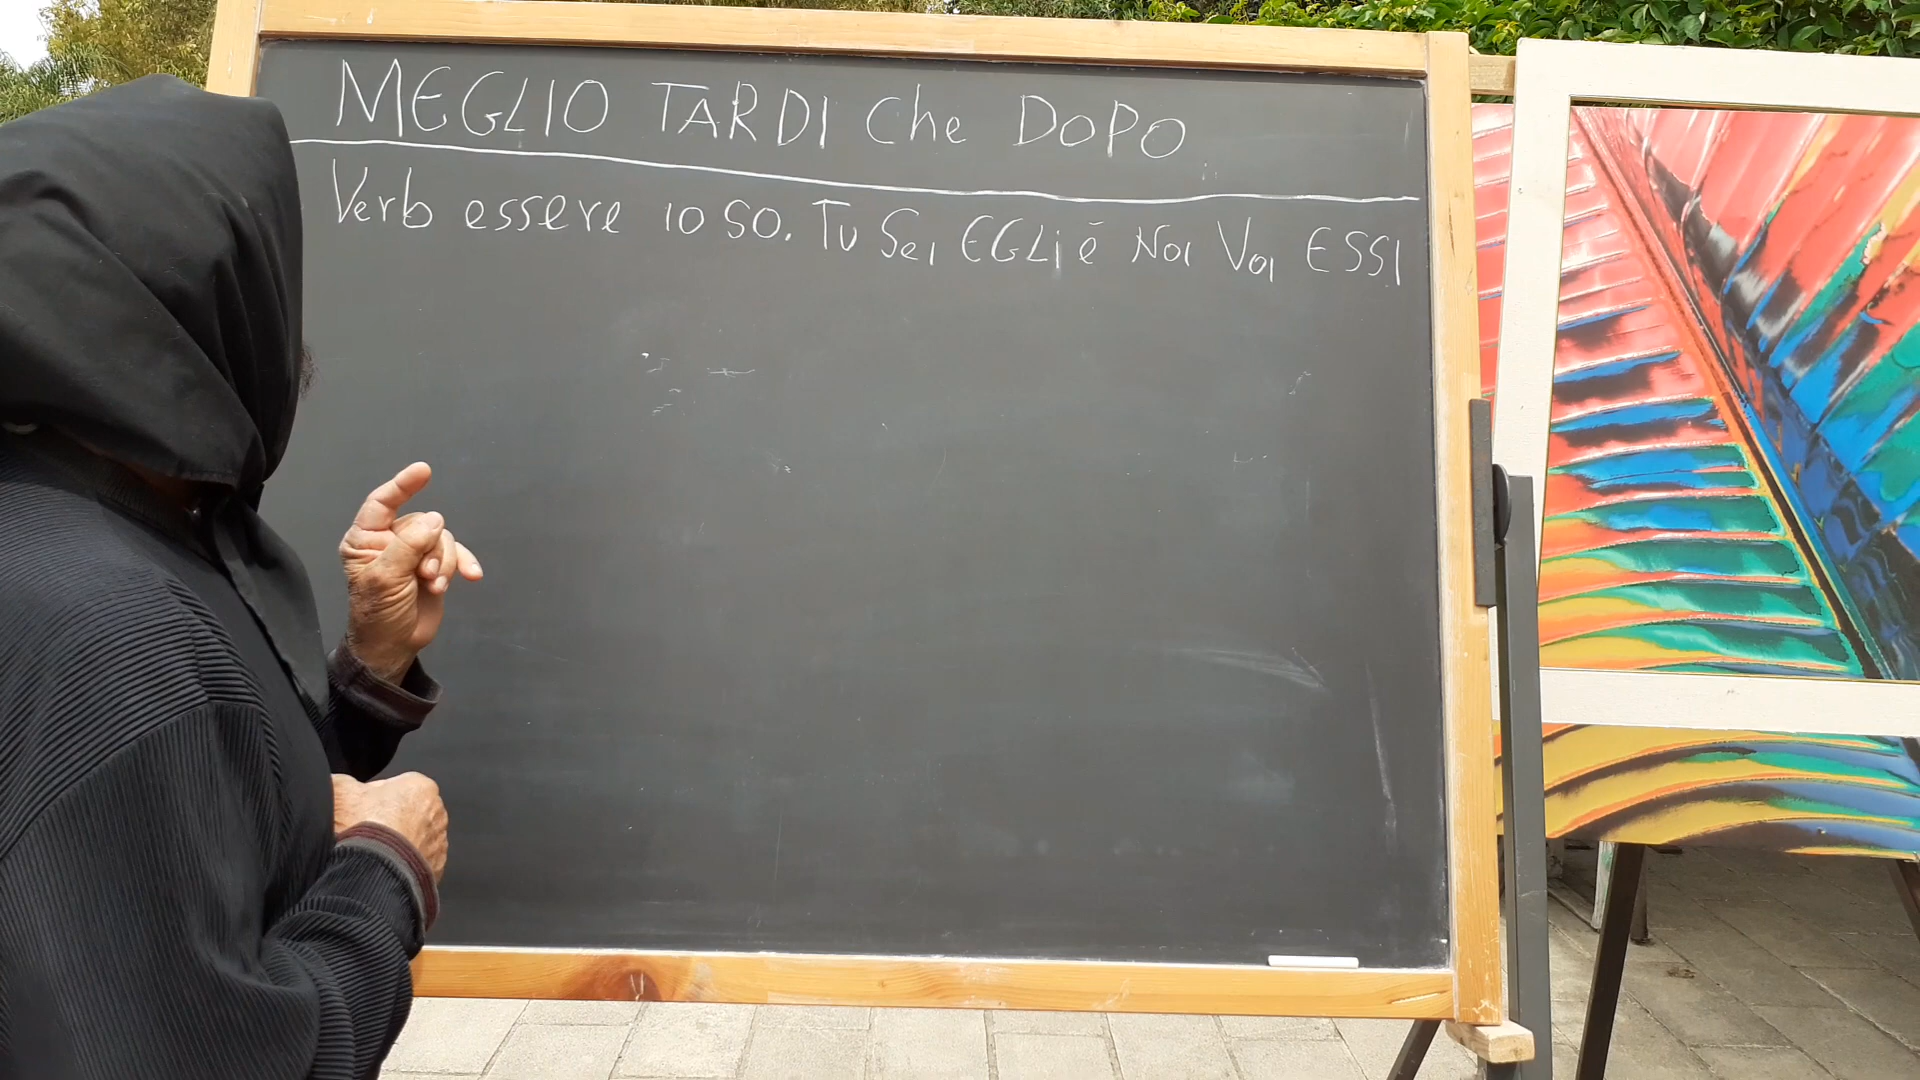 MEGLIO TARDI Che DOPO
Verb essere io SO. Tu Sei EGLi ē Noi Voi ESSI